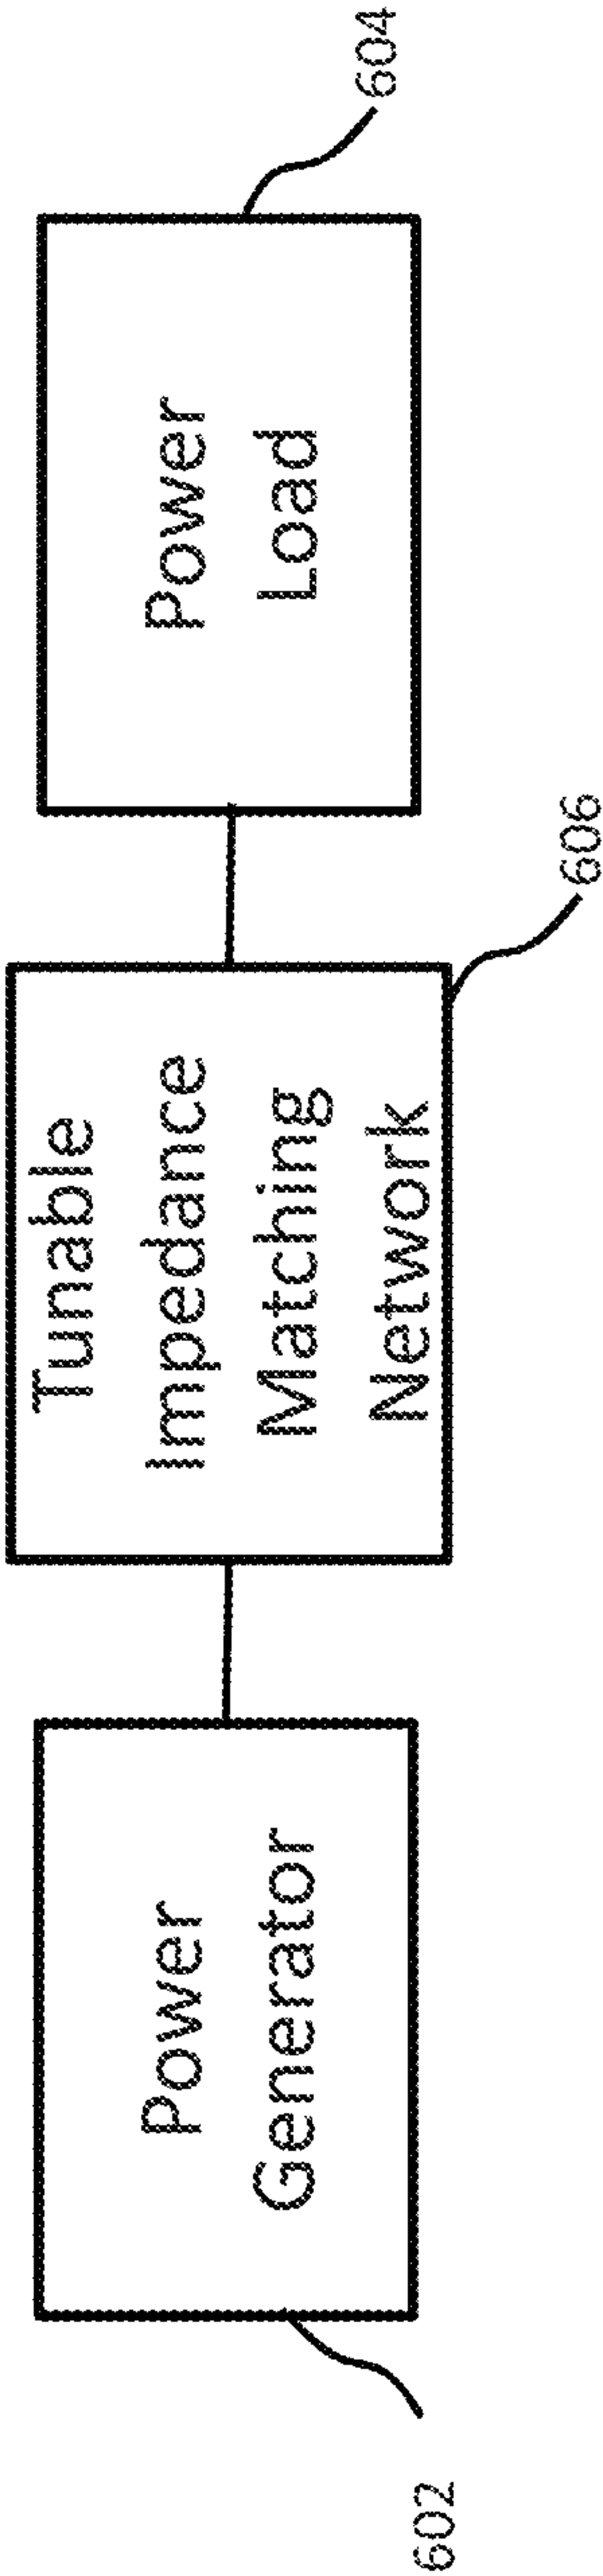 602
Power
Generator
Tunable
Impedance
Matching
Network
606
Power
Load
604